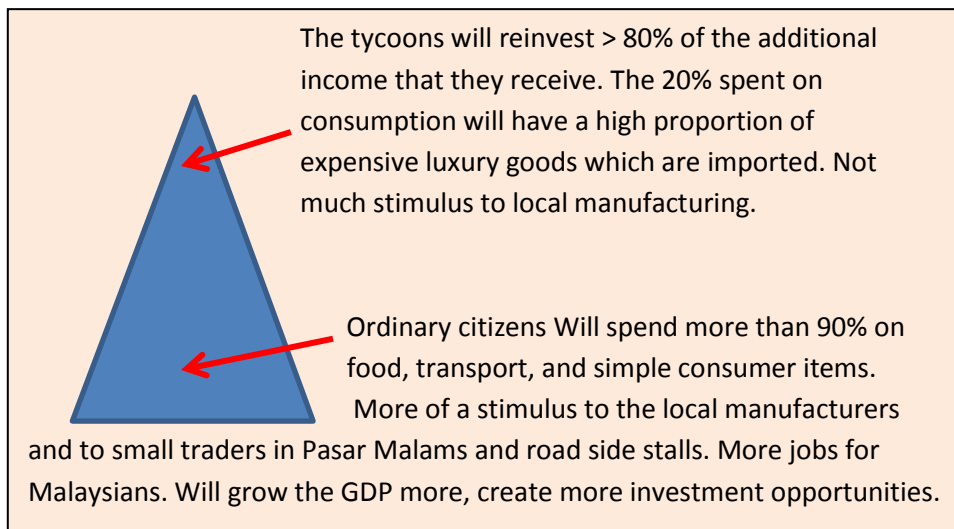 The tycoons will reinvest > 80% of the additional
income that they receive. The 20% spent on
consumption will have a high proportion of
expensive luxury goods which are imported. Not
much stimulus to local manufacturing.
Ordinary citizens Will spend more than 90% on
food, transport, and simple consumer items.
More of a stimulus to the local manufacturers
and to small traders in Pasar Malams and road side stalls. More jobs for
Malaysians. Will grow the GDP more, create more investment opportunities.